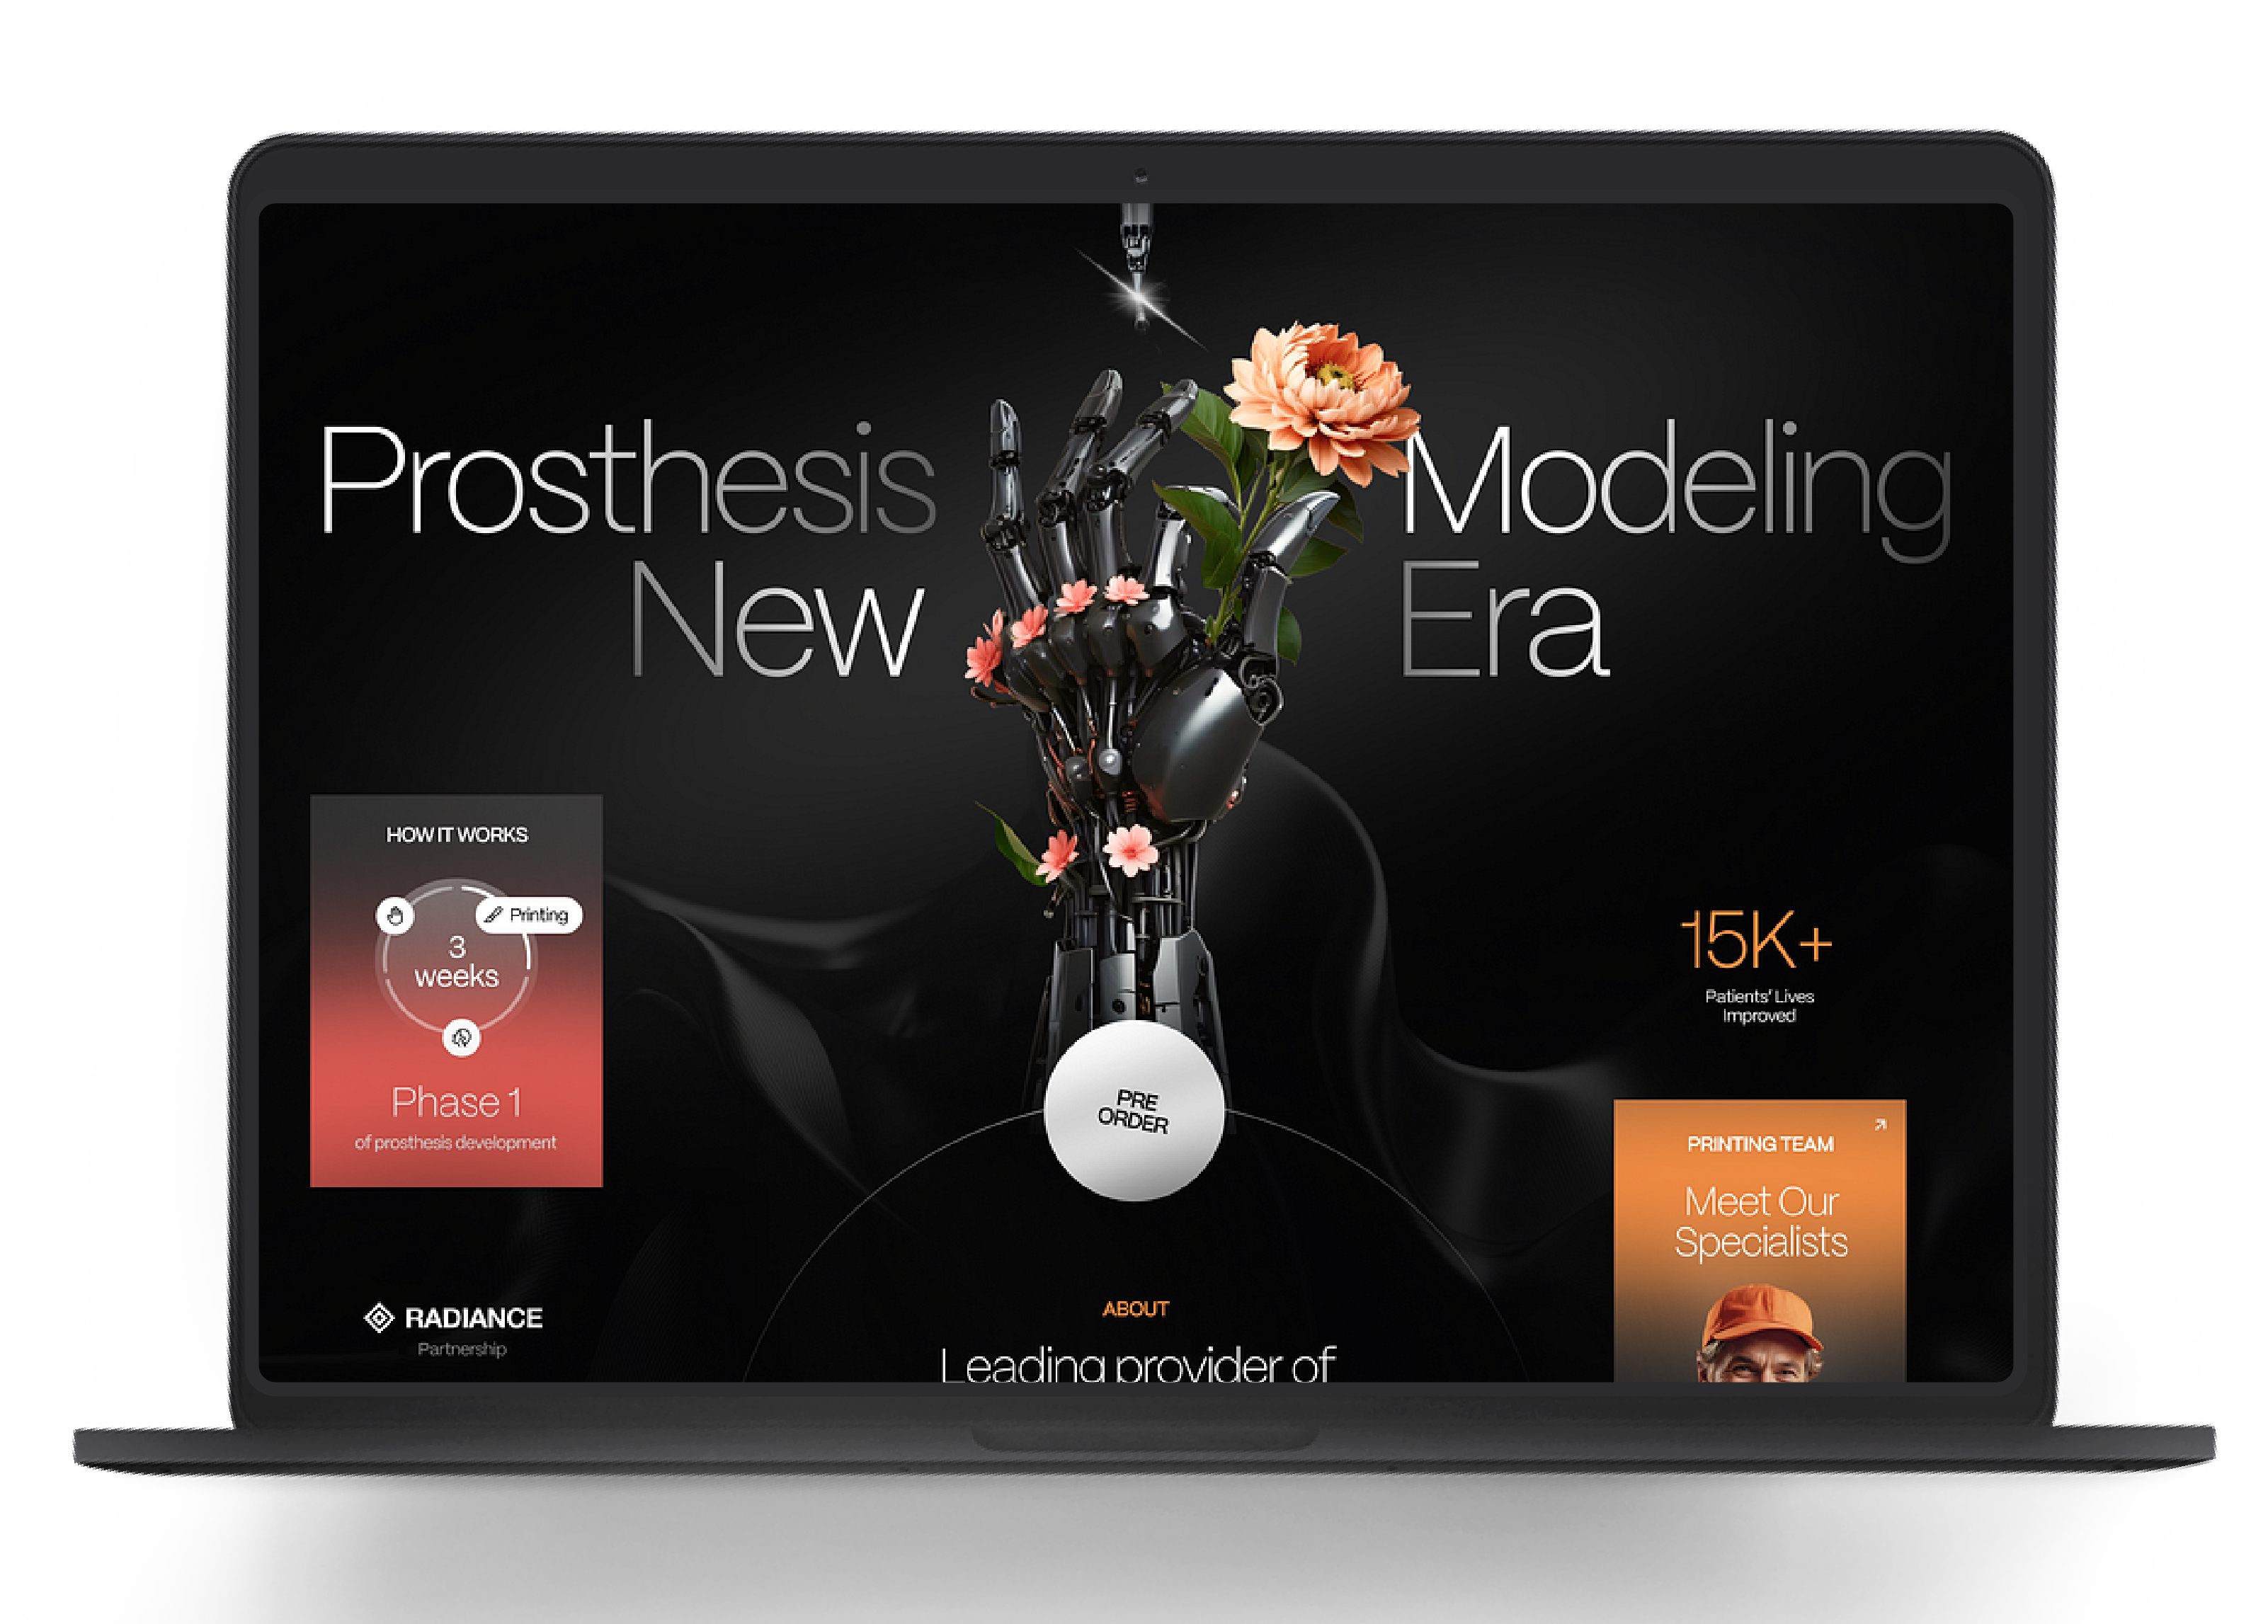 Prosthesis Modeling
New Era
HOW IT WORKS
Printing
3
weeks
Phase 1
of prosthesis development
RADIANCE
Partnership
PRE
ORDER
ABOUT
Leading provider of
15K+
Patients' Lives
Improved
PRINTING TEAM
Meet Our
Specialists